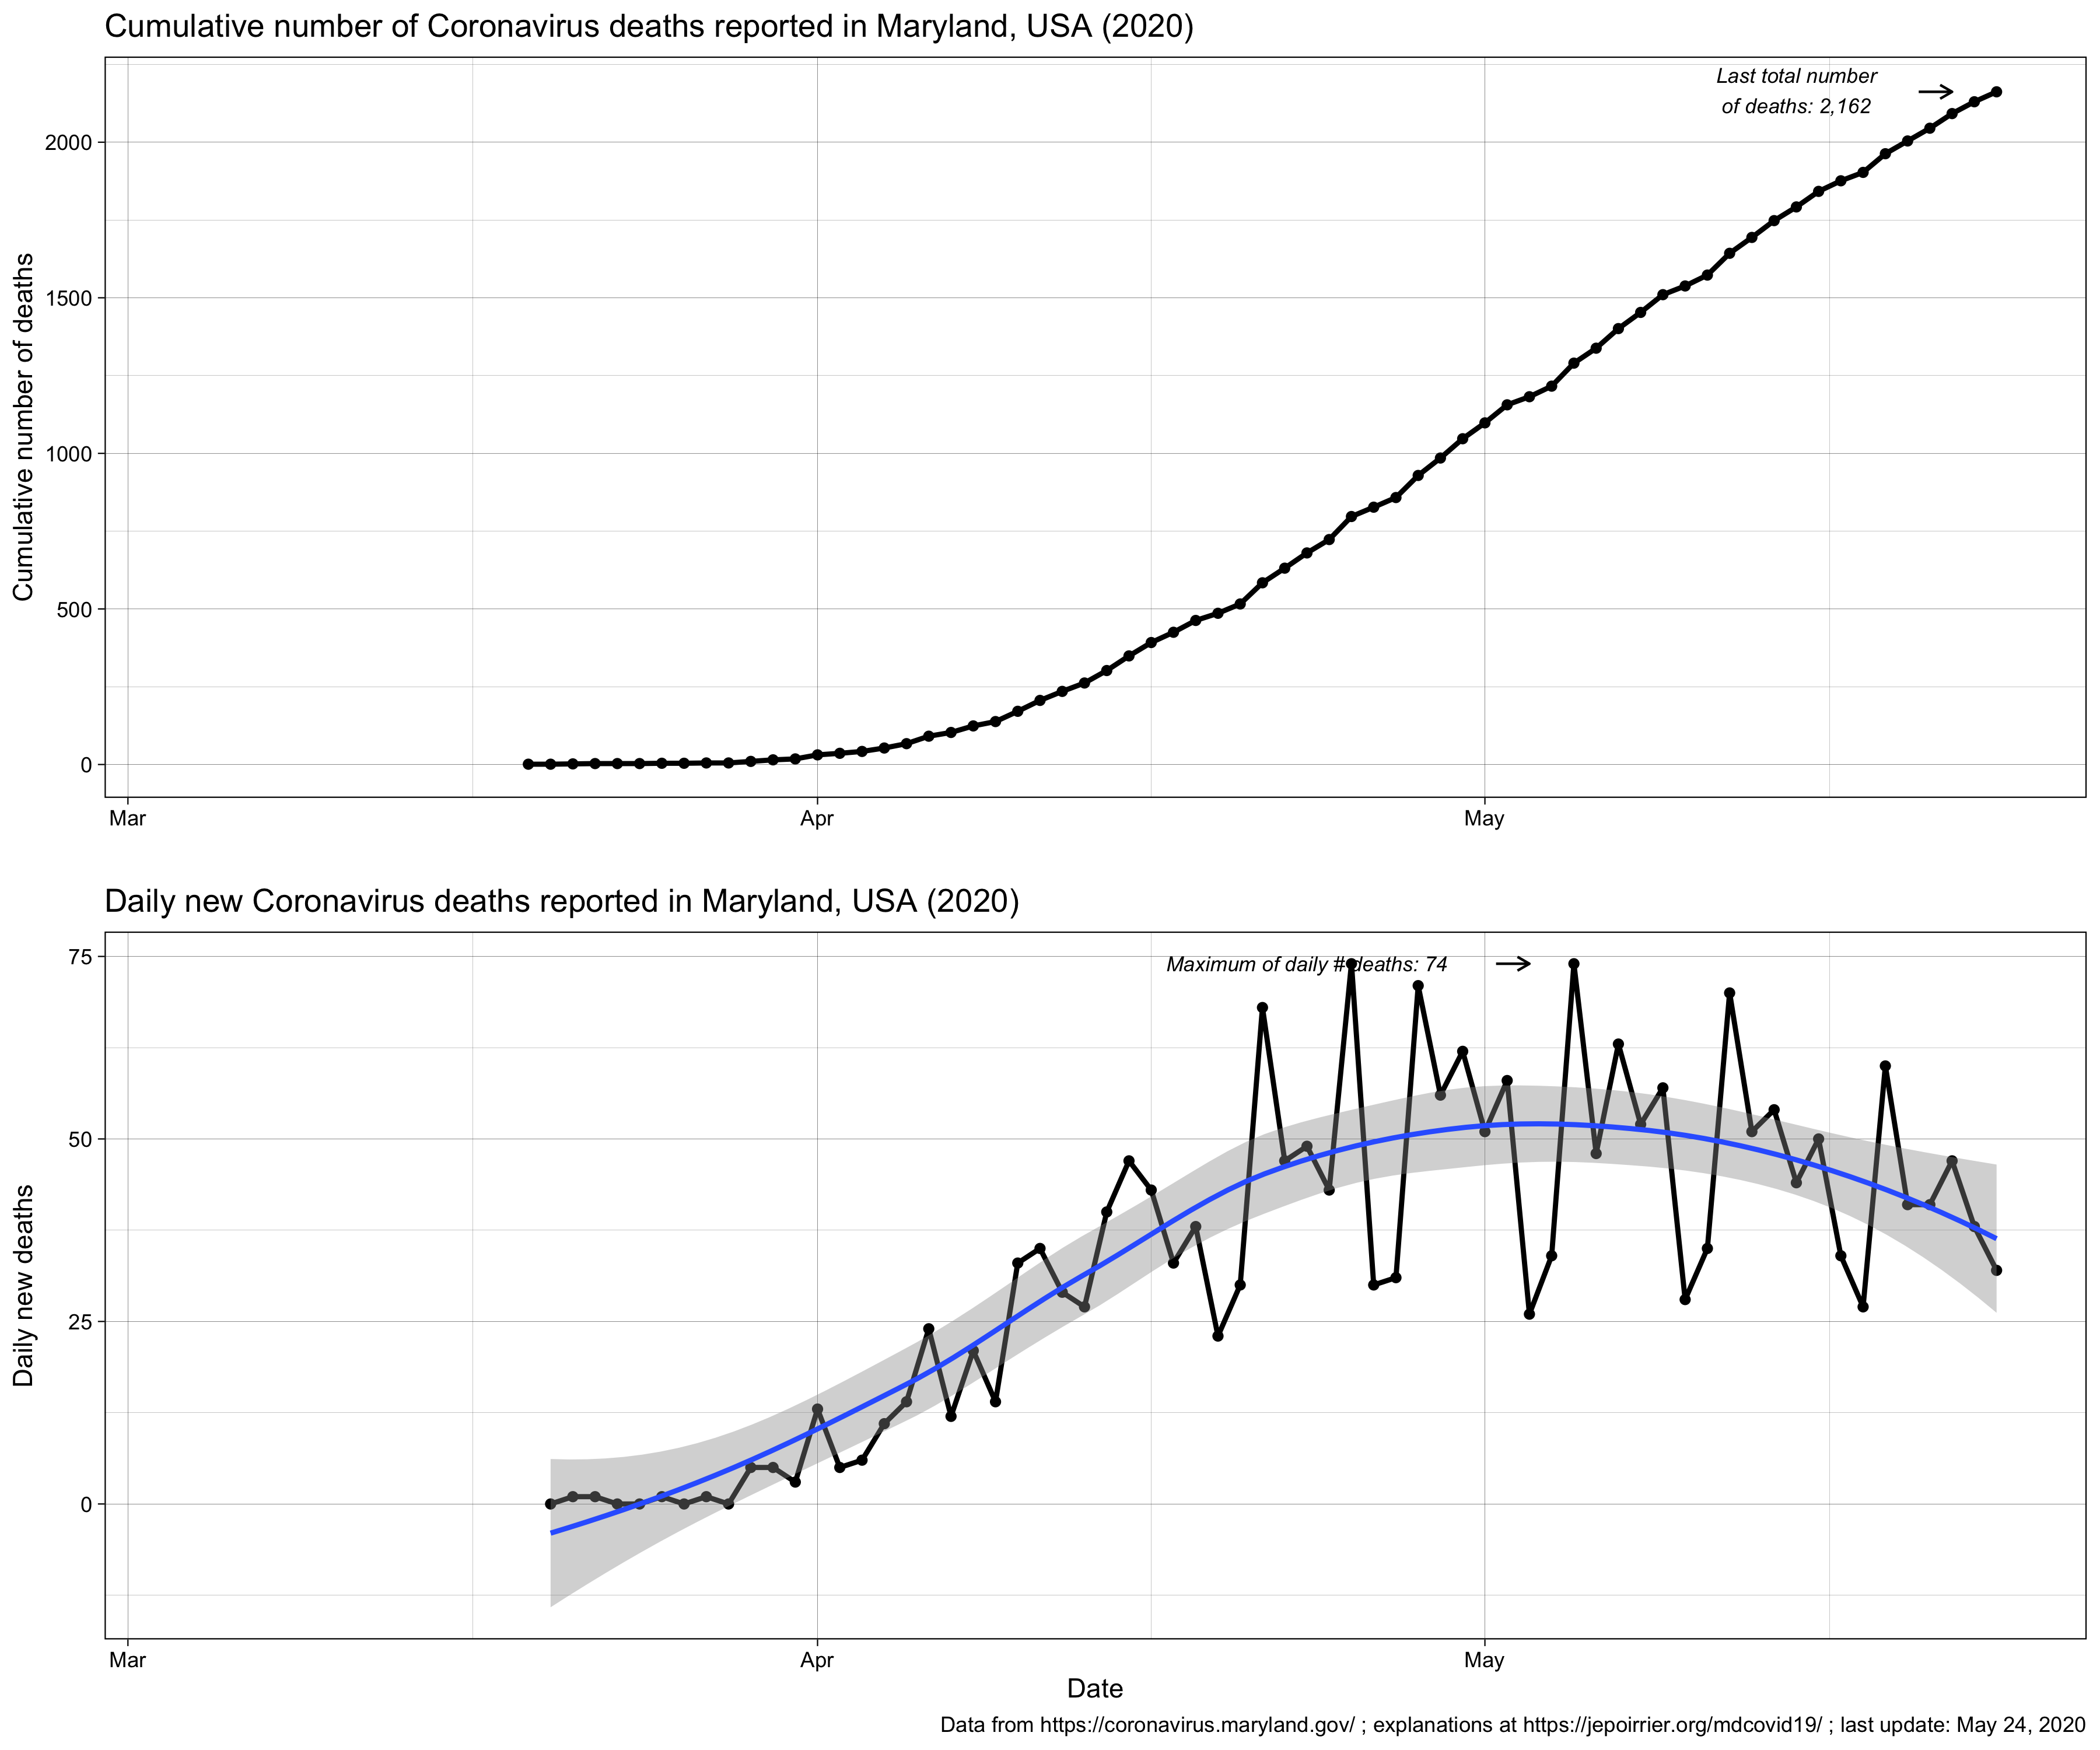 Cumulative number of Coronavirus deaths reported in Maryland, USA (2020)
Cumulative number of deaths
2000
1500
1000
500
0
Last total number
of deaths: 2,162
Mar
Apr
May
Daily new Coronavirus deaths reported in Maryland, USA (2020)
Daily new deaths
75
50
25
0
Maximum of daily # deaths: 74
Mar
Apr
May
Date
Data from https://coronavirus.maryland.gov/ ; explanations at https://jepoirrier.org/mdcovid19/ ; last update: May 24, 2020